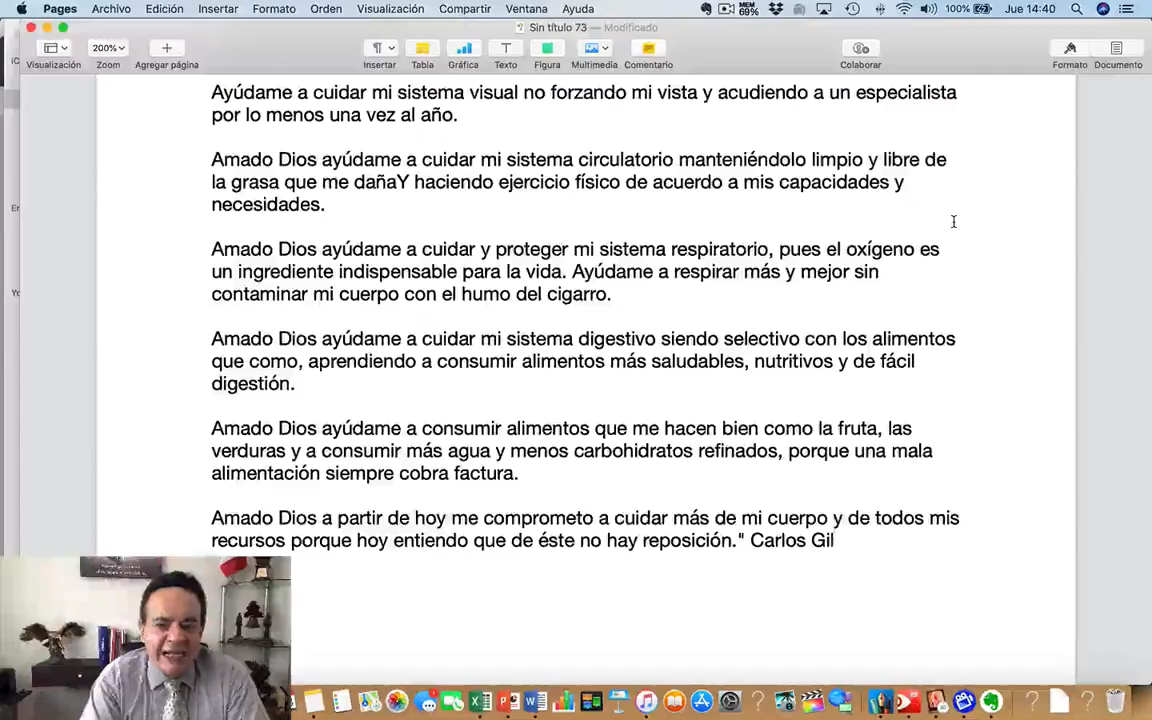 Pages Archivo Edición Insertar Formato Orden Visualización Compartir Ventana Ayuda MEM 69% 100% Jue 14:40
Sin título 73 — Modificado
200%
Visualización Zoom Agregar página Insertar Tabla Gráfica Texto Figura Multimedia Comentario Colaborar Formato Documento
Ayúdame a cuidar mi sistema visual no forzando mi vista y acudiendo a un especialista
por lo menos una vez al año.
Amado Dios ayúdame a cuidar mi sistema circulatorio manteniéndolo limpio y libre de
la grasa que me dañaY haciendo ejercicio físico de acuerdo a mis capacidades y
necesidades.
Amado Dios ayúdame a cuidar y proteger mi sistema respiratorio, pues el oxígeno es
un ingrediente indispensable para la vida. Ayúdame a respirar más y mejor sin
contaminar mi cuerpo con el humo del cigarro.
Amado Dios ayúdame a cuidar mi sistema digestivo siendo selectivo con los alimentos
que como, aprendiendo a consumir alimentos más saludables, nutritivos y de fácil
digestión.
Amado Dios ayúdame a consumir alimentos que me hacen bien como la fruta, las
verduras y a consumir más agua y menos carbohidratos refinados, porque una mala
alimentación siempre cobra factura.
Amado Dios a partir de hoy me comprometo a cuidar más de mi cuerpo y de todos mis
recursos porque hoy entiendo que de éste no hay reposición." Carlos Gil